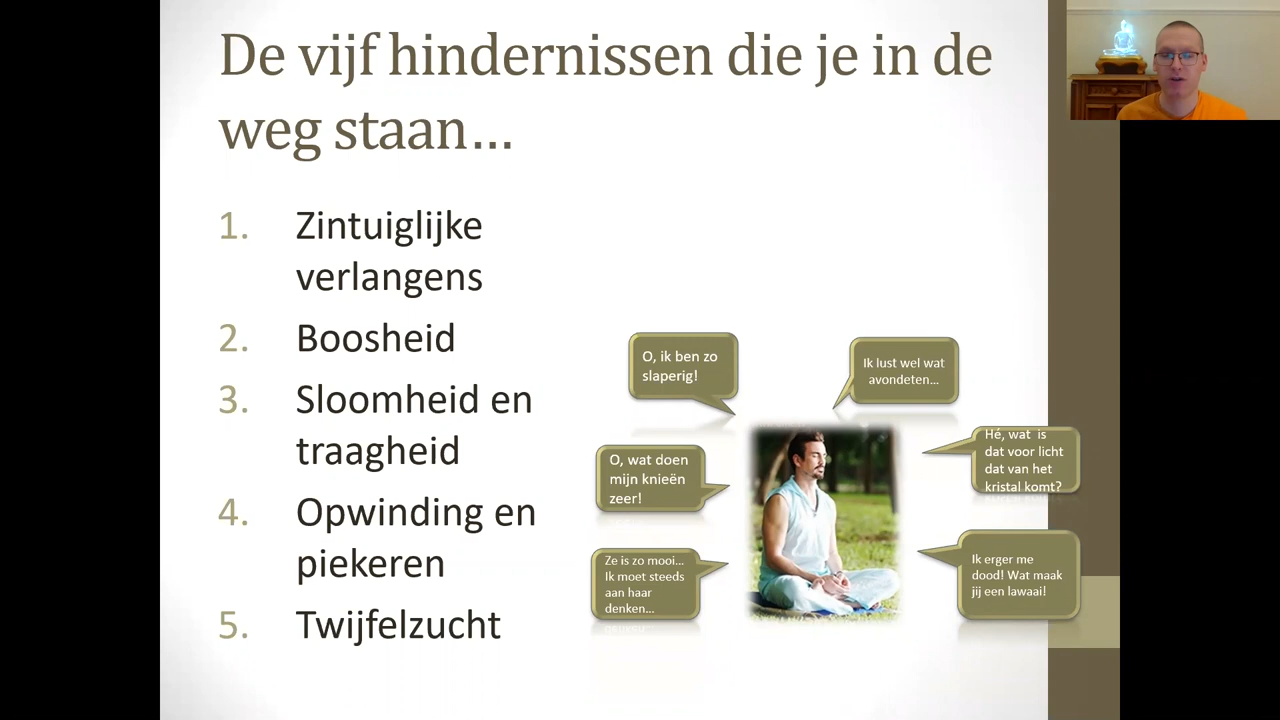 De vijf hindernissen die je in de
weg staan…
1. Zintuiglijke
verlangens
2. Boosheid
3. Sloomheid en
traagheid
4. Opwinding en
piekeren
5. Twijfelzucht
O, ik ben zo
slaperig!
Ik lust wel wat
avondeten…
O, wat doen
mijn knieën
zeer!
Hé, wat is
dat voor licht
dat van het
kristal komt?
Ze is zo mooi…
Ik moet steeds
aan haar
denken…
Ik erger me
dood! Wat maak
jij een lawaai!